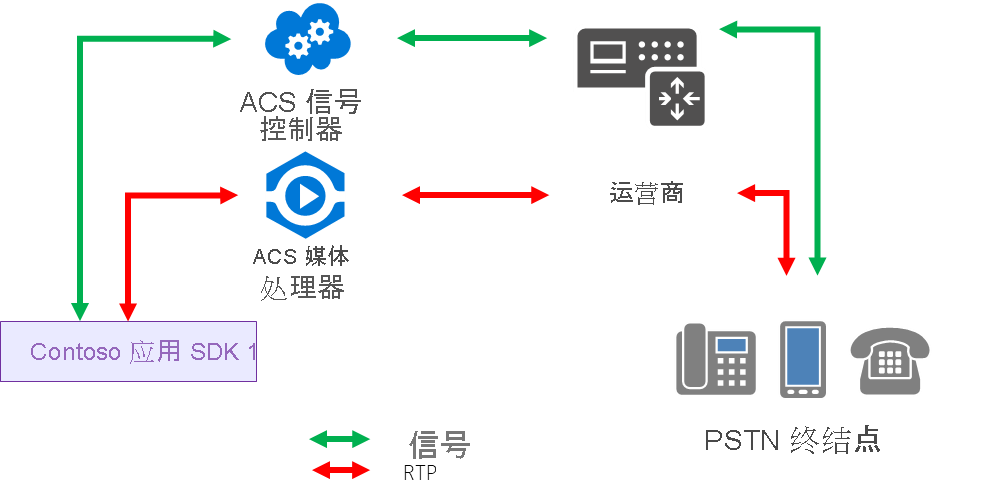 ACS 信号
控制器
运营商
ACS 媒体
处理器
Contoso 应用 SDK 1
PSTN 终结点
信号
RTP